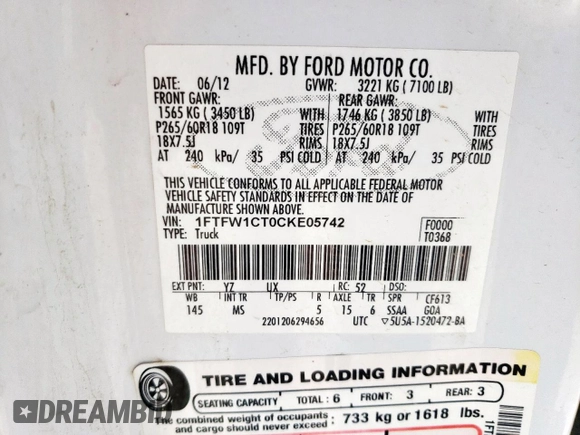 MFD. BY FORD MOTOR CO.
DATE: 06/12 GVWR: 3221 KG ( 7100 LB)
FRONT GAWR: REAR GAWR:
1565 KG ( 3450 LB) WITH 1746 KG ( 3850 LB) WITH
P265/60R18 109T TIRES P265/60R18 109T TIRES
18X7.5J RIMS 18X7.5J RIMS
AT 240 kPa/ 35 PSI COLD AT 240 kPa/ 35 PSI COLD
THIS VEHICLE CONFORMS TO ALL APPLICABLE FEDERAL MOTOR
VEHICLE SAFETY STANDARDS IN EFFECT ON THE DATE OF
MANUFACTURE SHOWN ABOVE.
VIN: 1FTFW1CT0CKE05742 F0000
TYPE: Truck T0368
EXT PNT: YZ UX RC: 52
WB INT TR TP/PS R AXLE TR SPR CF613
145 MS 5 15 6 SSAA GOA
2201206294656 UTC 5U5A-1520472-BA
TIRE AND LOADING INFORMATION
SEATING CAPACITY TOTAL : 6 FRONT: 3 REAR: 3
The combined weight of occupants
and cargo should never exceed: 733 kg or 1618 lbs.
DREAMBID